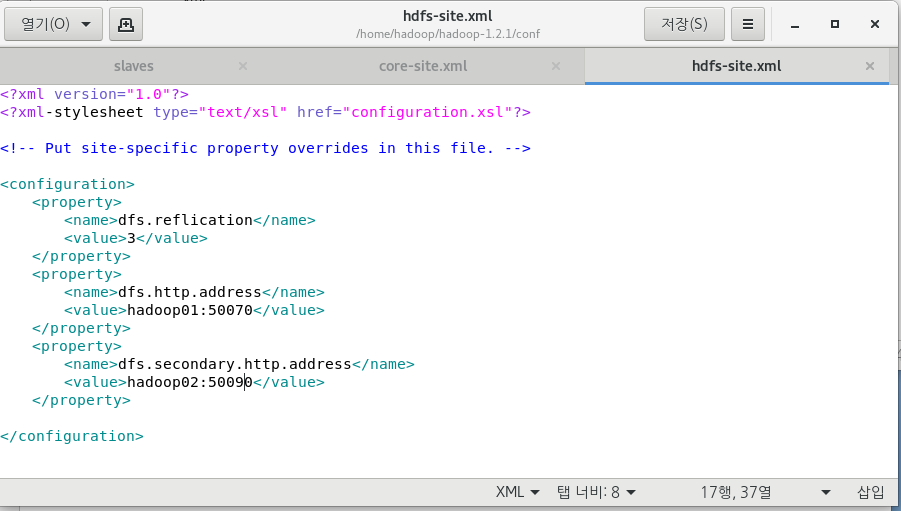 열기(O)
hdfs-site.xml
/home/hadoop/hadoop-1.2.1/conf
저장(S)
slaves
core-site.xml
hdfs-site.xml
<?xml version="1.0"?>
<?xml-stylesheet type="text/xsl" href="configuration.xsl"?>
<!-- Put site-specific property overrides in this file. -->
<configuration>
<property>
<name>dfs.reflication</name>
<value>3</value>
</property>
<property>
<name>dfs.http.address</name>
<value>hadoop01:50070</value>
</property>
<property>
<name>dfs.secondary.http.address</name>
<value>hadoop02:50090</value>
</property>
</configuration>
XML 탭 너비: 8 17행, 37열 삽입